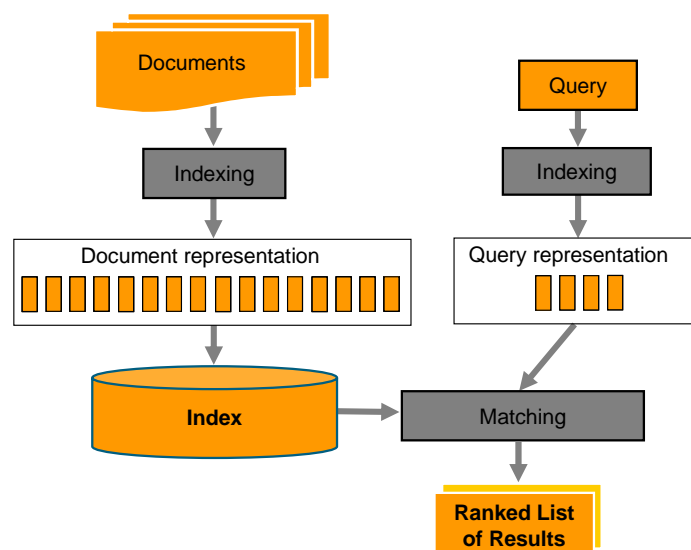 Documents
Query
Indexing
Indexing
Document representation
Query representation
Index
Matching
Ranked List
of Results